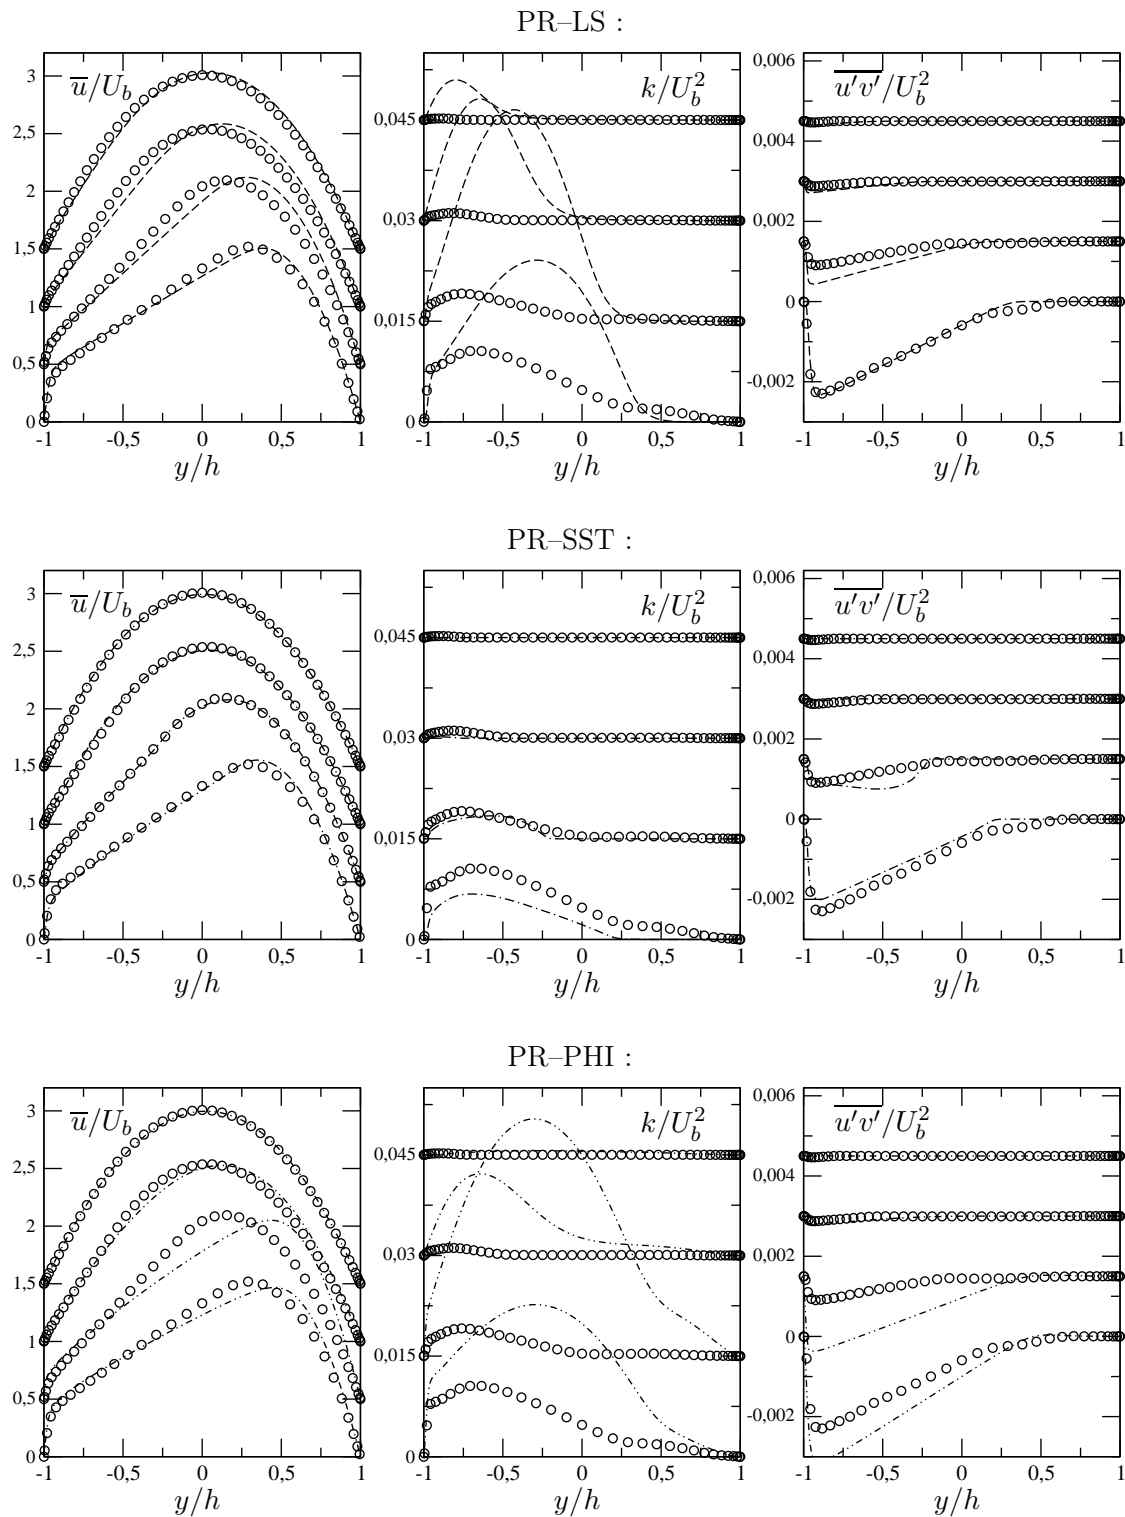 PR–LS :
u̅/U_b
3
2,5
2
1,5
1
0,5
0
-1 -0,5 0 0,5 1
y/h
k/U_b^2
0,045
0,03
0,015
0
-1 -0,5 0 0,5 1
y/h
u'v'/U_b^2
0,006
0,004
0,002
0
-0,002
-1 -0,5 0 0,5 1
y/h
PR–SST :
u̅/U_b
3
2,5
2
1,5
1
0,5
0
-1 -0,5 0 0,5 1
y/h
k/U_b^2
0,045
0,03
0,015
0
-1 -0,5 0 0,5 1
y/h
u'v'/U_b^2
0,006
0,004
0,002
0
-0,002
-1 -0,5 0 0,5 1
y/h
PR–PHI :
u̅/U_b
3
2,5
2
1,5
1
0,5
0
-1 -0,5 0 0,5 1
y/h
k/U_b^2
0,045
0,03
0,015
0
-1 -0,5 0 0,5 1
y/h
u'v'/U_b^2
0,006
0,004
0,002
0
-0,002
-1 -0,5 0 0,5 1
y/h